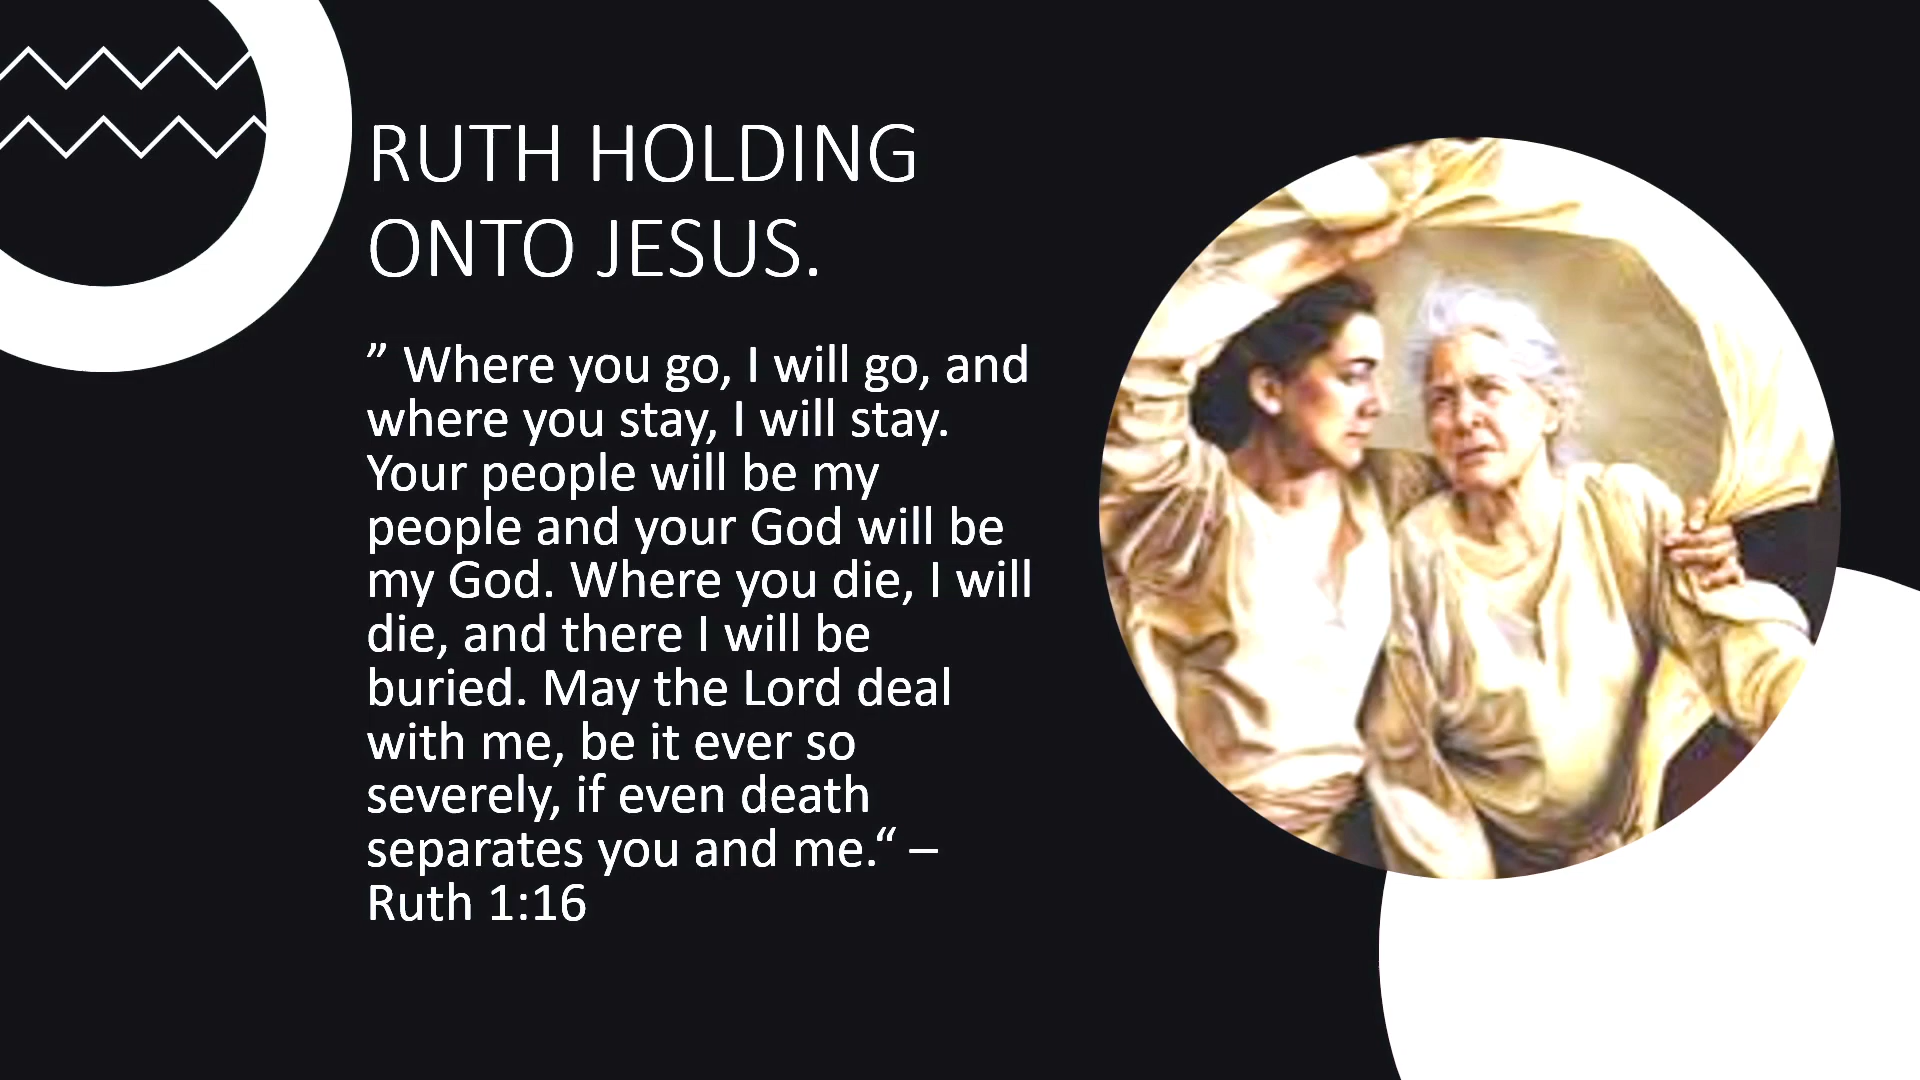 RUTH HOLDING
ONTO JESUS.
” Where you go, I will go, and
where you stay, I will stay.
Your people will be my
people and your God will be
my God. Where you die, I will
die, and there I will be
buried. May the Lord deal
with me, be it ever so
severely, if even death
separates you and me.“ –
Ruth 1:16